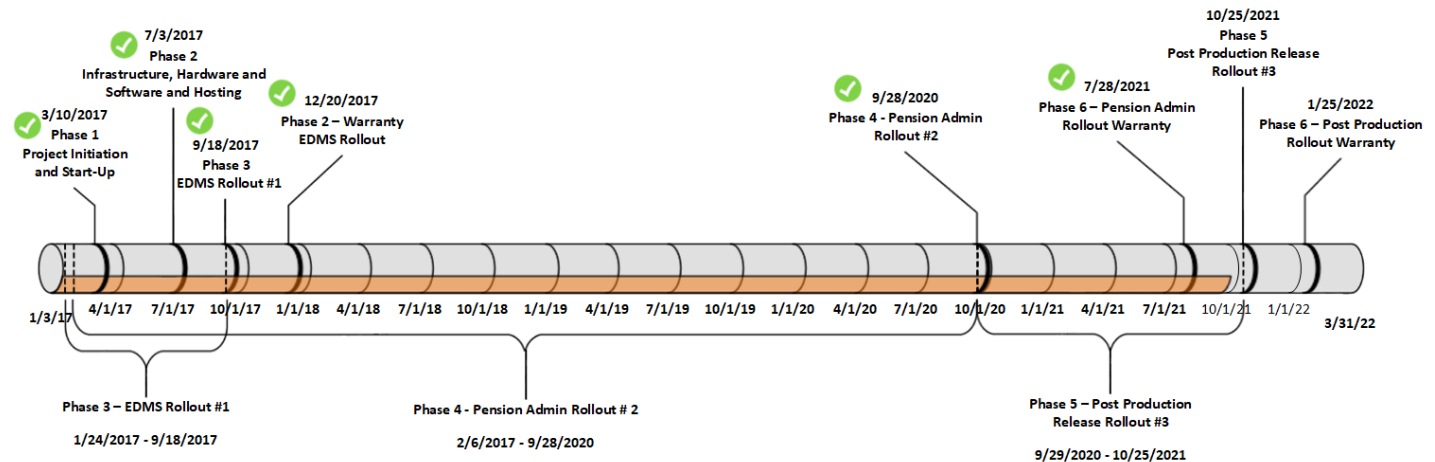 3/10/2017
Phase 1
Project Initiation
and Start-Up
7/3/2017
Phase 2
Infrastructure, Hardware and
Software and Hosting
9/18/2017
Phase 3
EDMS Rollout #1
12/20/2017
Phase 2 – Warranty
EDMS Rollout
9/28/2020
Phase 4 - Pension Admin
Rollout #2
7/28/2021
Phase 6 – Pension Admin
Rollout Warranty
10/25/2021
Phase 5
Post Production Release
Rollout #3
1/25/2022
Phase 6 – Post Production
Rollout Warranty
1/3/17
4/1/17
7/1/17
10/1/17
1/1/18
4/1/18
7/1/18
10/1/18
1/1/19
4/1/19
7/1/19
10/1/19
1/1/20
4/1/20
7/1/20
10/1/20
1/1/21
4/1/21
7/1/21
10/1/21
1/1/22
3/31/22
Phase 3 – EDMS Rollout #1
1/24/2017 - 9/18/2017
Phase 4 - Pension Admin Rollout # 2
2/6/2017 - 9/28/2020
Phase 5 – Post Production
Release Rollout #3
9/29/2020 - 10/25/2021